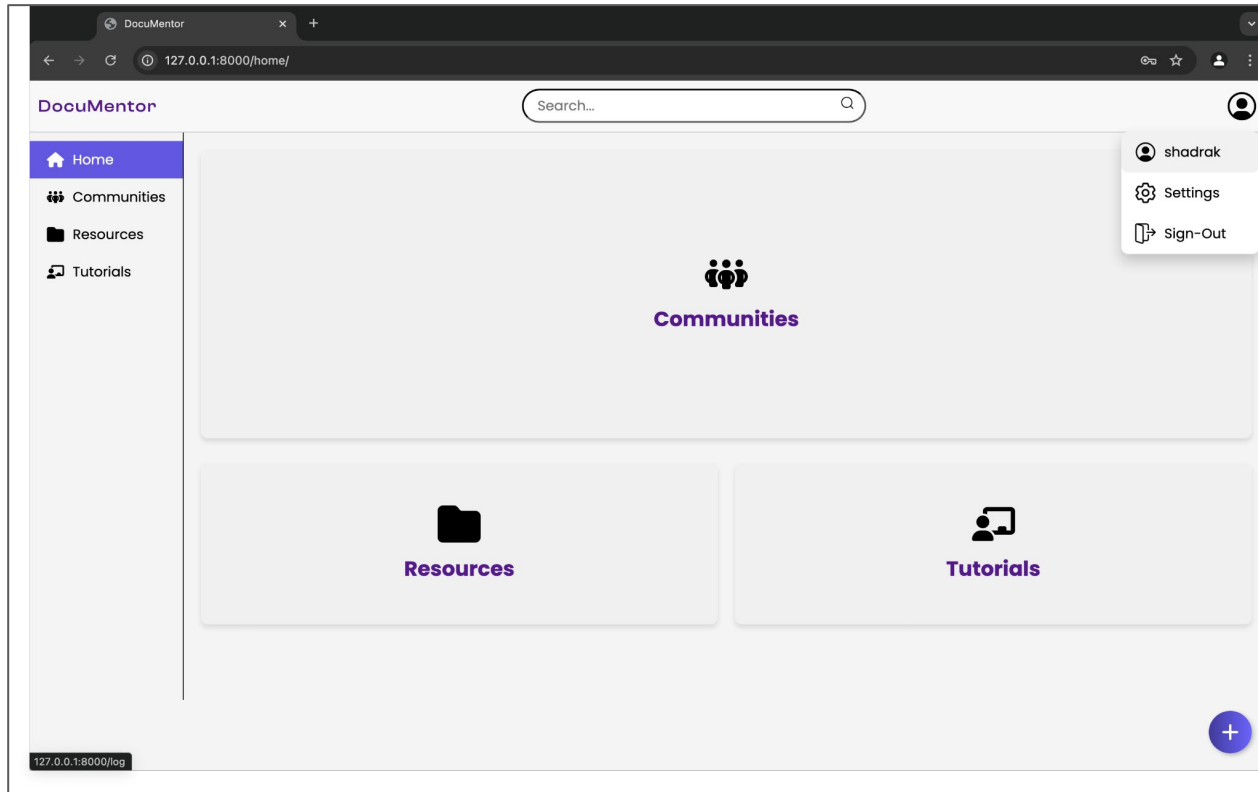 DocuMentor
127.0.0.1:8000/home/
DocuMentor
Search...
Home
Communities
Resources
Tutorials
shadrak
Settings
Sign-Out
Communities
Resources
Tutorials
127.0.0.1:8000/log